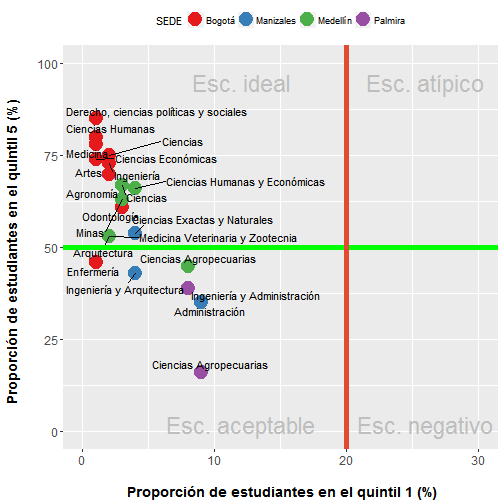 SEDE Bogotá Manizales Medellín Palmira
Esc. ideal
Esc. atípico
Derecho, ciencias políticas y sociales
Ciencias Humanas
Ciencias
Medicina
Ciencias Económicas
Artes
Ingeniería
Ciencias Humanas y Económicas
Agronomía
Ciencias
Odontología
Ciencias Exactas y Naturales
Minas
Medicina Veterinaria y Zootecnia
Arquitectura
Ciencias Agropecuarias
Enfermería
Ingeniería y Arquitectura
Ingeniería y Administración
Administración
Ciencias Agropecuarias
Esc. aceptable
Esc. negativo
100
75
50
25
0
0 10 20 30
Proporción de estudiantes en el quintil 5 (%)
Proporción de estudiantes en el quintil 1 (%)